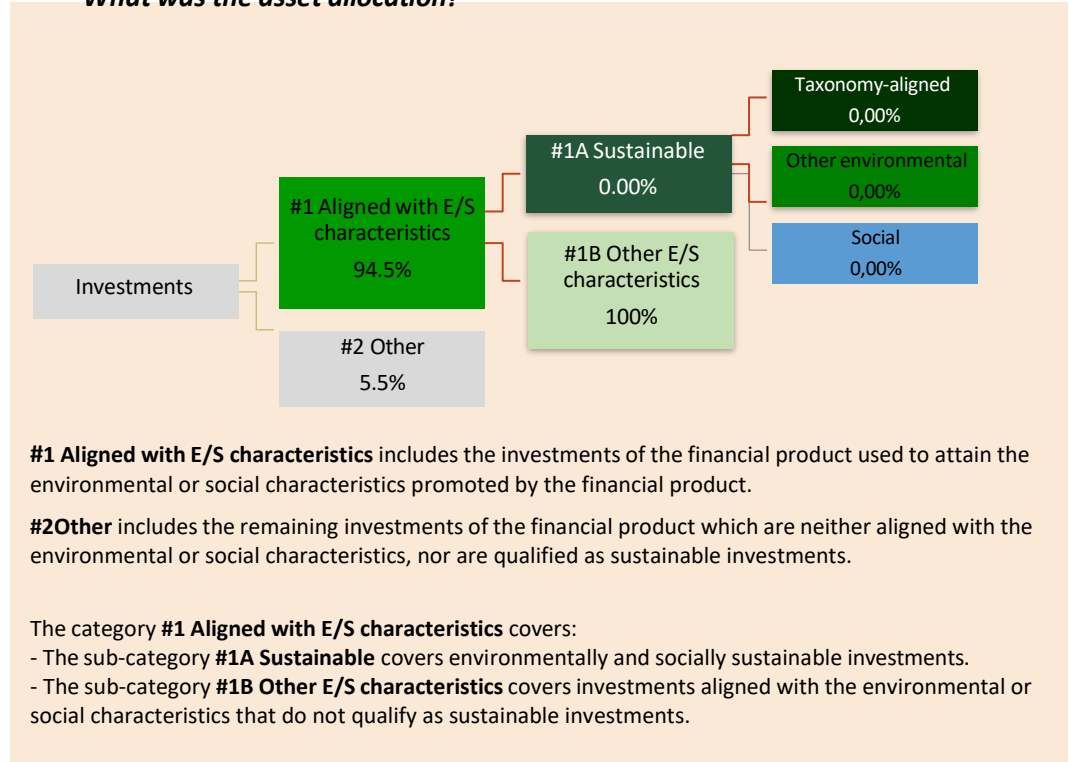 What was the asset allocation?
Taxonomy-aligned
0,00%
#1A Sustainable
0.00%
Other environmental
0,00%
#1 Aligned with E/S
characteristics
94.5%
Social
0,00%
#1B Other E/S
characteristics
100%
Investments
#2 Other
5.5%
#1 Aligned with E/S characteristics includes the investments of the financial product used to attain the
environmental or social characteristics promoted by the financial product.
#2Other includes the remaining investments of the financial product which are neither aligned with the
environmental or social characteristics, nor are qualified as sustainable investments.
The category #1 Aligned with E/S characteristics covers:
- The sub-category #1A Sustainable covers environmentally and socially sustainable investments.
- The sub-category #1B Other E/S characteristics covers investments aligned with the environmental or
social characteristics that do not qualify as sustainable investments.